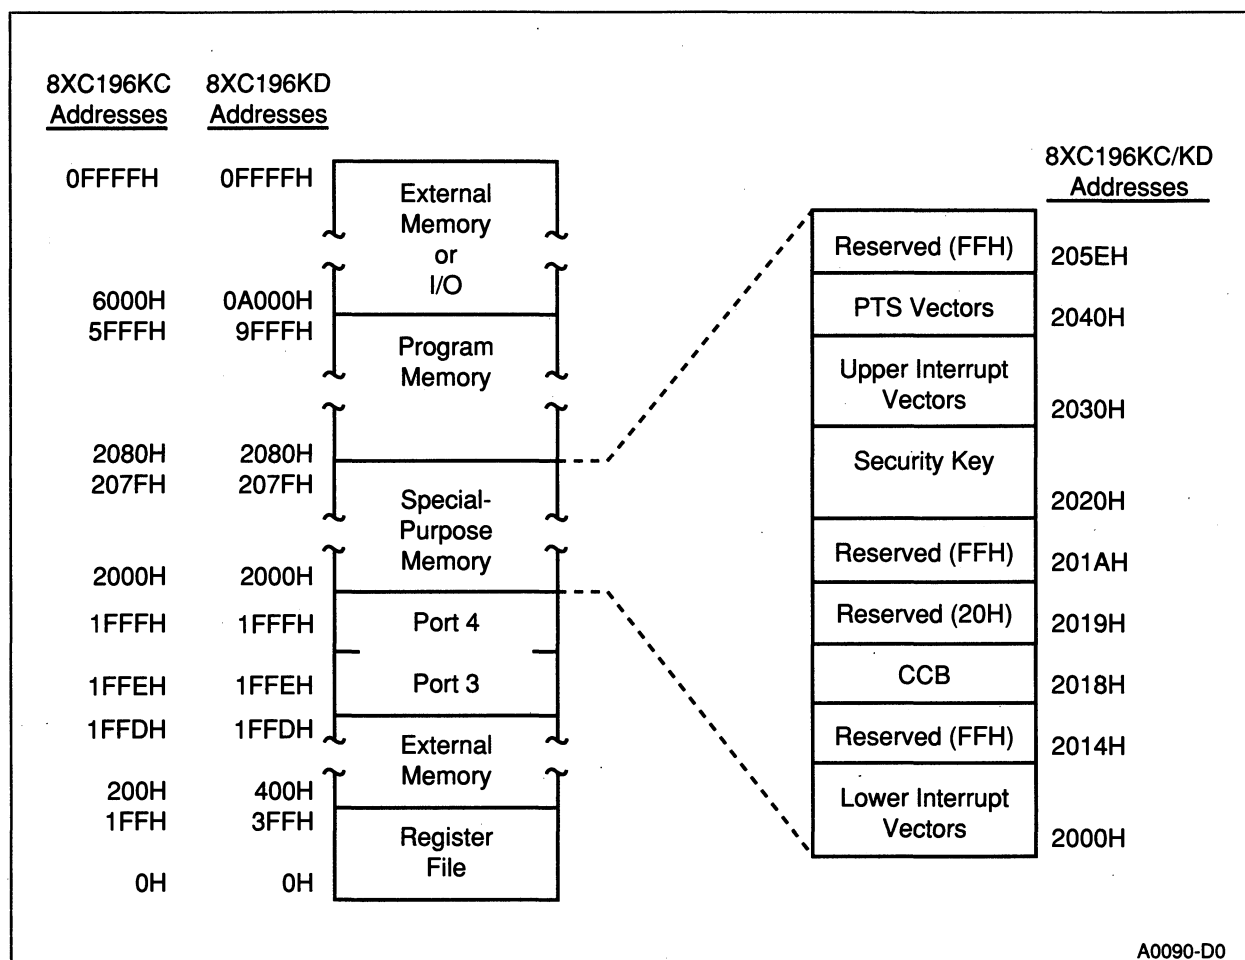 8XC196KC 8XC196KD
Addresses Addresses
0FFFFH 0FFFFH
External
Memory
or
I/O
6000H 0A000H
5FFFH 9FFFH
Program
Memory
2080H 2080H
207FH 207FH
Special-
Purpose
Memory
2000H 2000H
1FFFH 1FFFH Port 4
1FFEH 1FFEH Port 3
1FFDH 1FFDH
External
Memory
200H 400H
1FFH 3FFH
Register
File
0H 0H
8XC196KC/KD
Addresses
Reserved (FFH) 205EH
PTS Vectors 2040H
Upper Interrupt
Vectors 2030H
Security Key
2020H
Reserved (FFH) 201AH
Reserved (20H) 2019H
CCB 2018H
Reserved (FFH) 2014H
Lower Interrupt
Vectors 2000H
A0090-D0